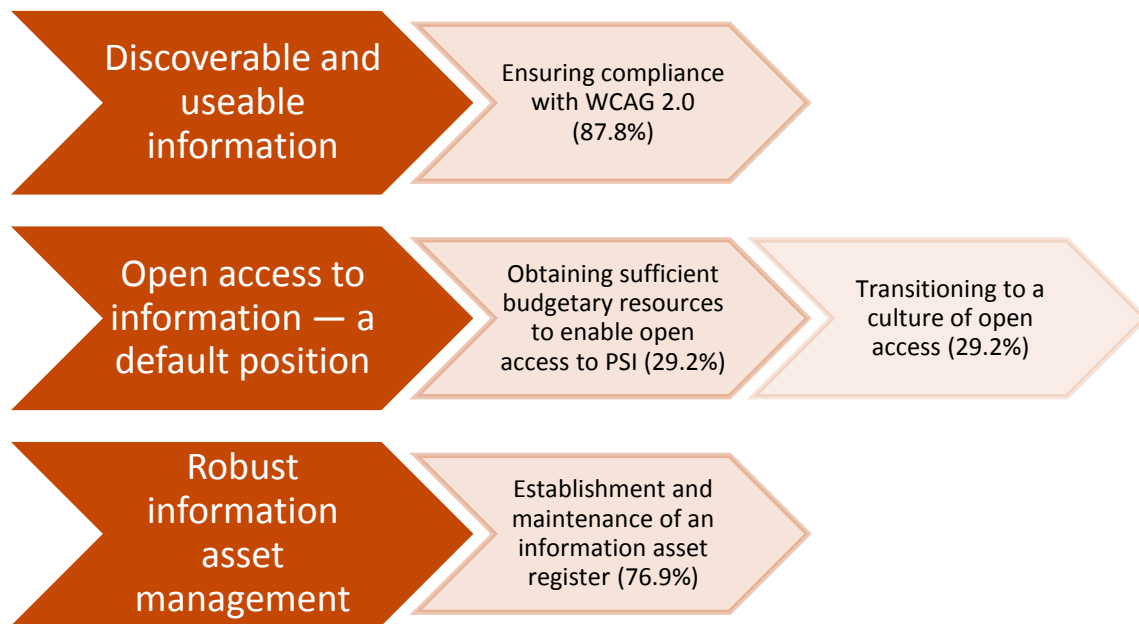 Discoverable and
useable
information
Ensuring compliance
with WCAG 2.0
(87.8%)
Open access to
information — a
default position
Obtaining sufficient
budgetary resources
to enable open
access to PSI (29.2%)
Transitioning to a
culture of open
access (29.2%)
Robust
information
asset
management
Establishment and
maintenance of an
information asset
register (76.9%)